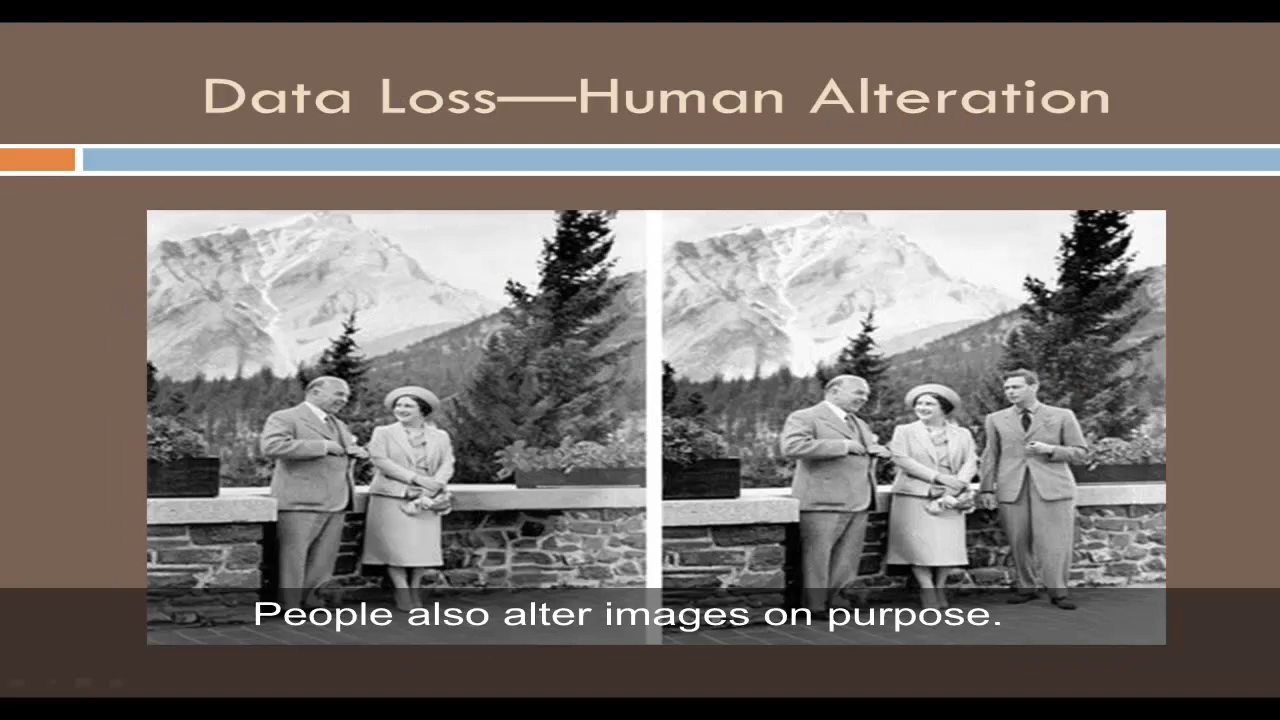 Data Loss—Human Alteration
People also alter images on purpose.